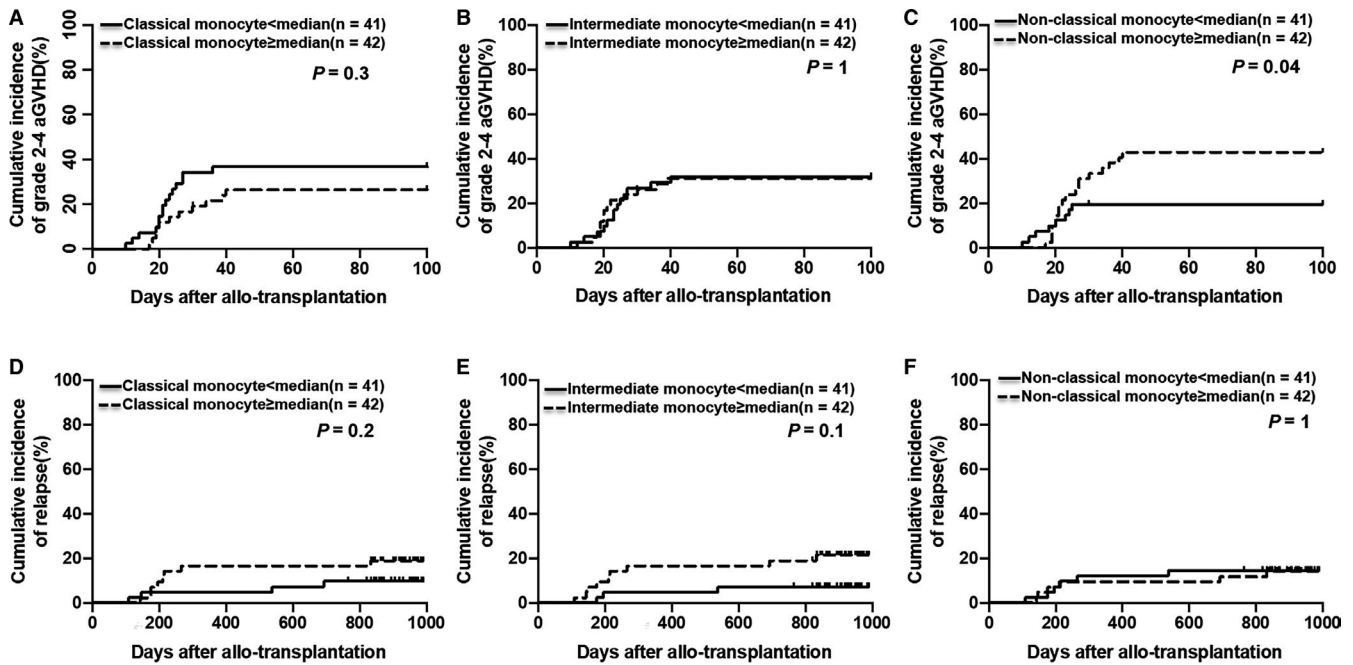 A
Classical monocyte<median(n = 41)
Classical monocyte≥median(n = 42)
P = 0.3
Cumulative incidence
of grade 2-4 aGVHD(%)
100
80
60
40
20
0
0 20 40 60 80 100
Days after allo-transplantation
B
Intermediate monocyte<median(n = 41)
Intermediate monocyte≥median(n = 42)
P = 1
Cumulative incidence
of grade 2-4 aGVHD(%)
100
80
60
40
20
0
0 20 40 60 80 100
Days after allo-transplantation
C
Non-classical monocyte<median(n = 41)
Non-classical monocyte≥median(n = 42)
P = 0.04
Cumulative incidence
of grade 2-4 aGVHD(%)
100
80
60
40
20
0
0 20 40 60 80 100
Days after allo-transplantation
D
Classical monocyte<median(n = 41)
Classical monocyte≥median(n = 42)
P = 0.2
Cumulative incidence
of relapse(%)
100
80
60
40
20
0
0 200 400 600 800 1000
Days after allo-transplantation
E
Intermediate monocyte<median(n = 41)
Intermediate monocyte≥median(n = 42)
P = 0.1
Cumulative incidence
of relapse(%)
100
80
60
40
20
0
0 200 400 600 800 1000
Days after allo-transplantation
F
Non-classical monocyte<median(n = 41)
Non-classical monocyte≥median(n = 42)
P = 1
Cumulative incidence
of relapse(%)
100
80
60
40
20
0
0 200 400 600 800 1000
Days after allo-transplantation